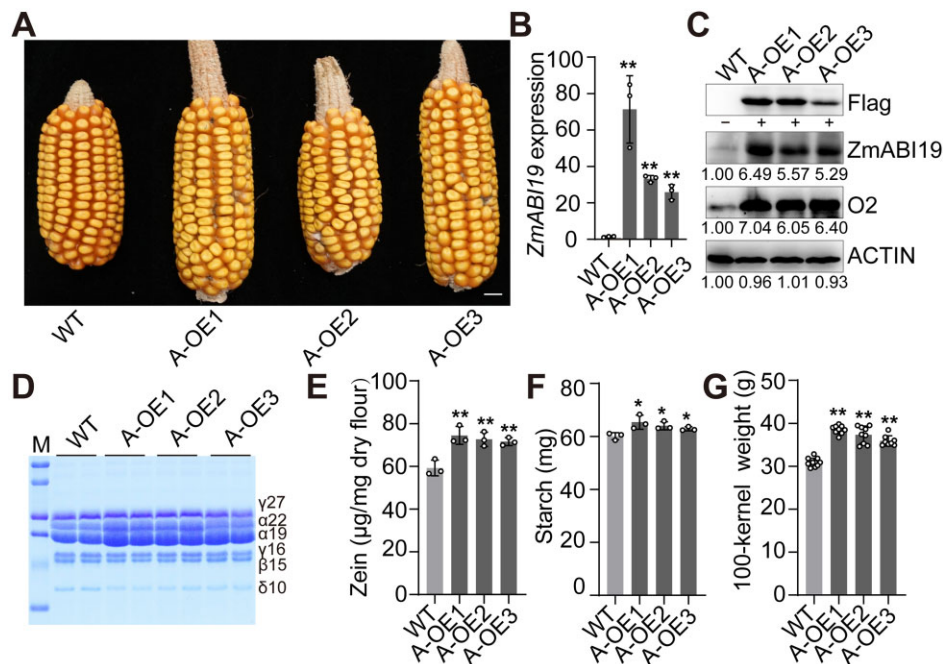 A
WT
A-OE1
A-OE2
A-OE3
B
ZmABI19 expression
100
80
60
40
20
0
**
**
**
WT
A-OE1
A-OE2
A-OE3
C
WT
A-OE1
A-OE2
A-OE3
Flag
− + + +
ZmABI19
1.00 6.49 5.57 5.29
O2
1.00 7.04 6.05 6.40
ACTIN
1.00 0.96 1.01 0.93
D
M
WT
A-OE1
A-OE2
A-OE3
γ27
α22
α19
γ16
β15
δ10
E
Zein (μg/mg dry flour)
100
80
60
40
20
0
** ** **
WT
A-OE1
A-OE2
A-OE3
F
Starch (mg)
80
60
40
20
0
* * *
WT
A-OE1
A-OE2
A-OE3
G
100-kernel weight (g)
50
40
30
20
10
0
** ** **
WT
A-OE1
A-OE2
A-OE3